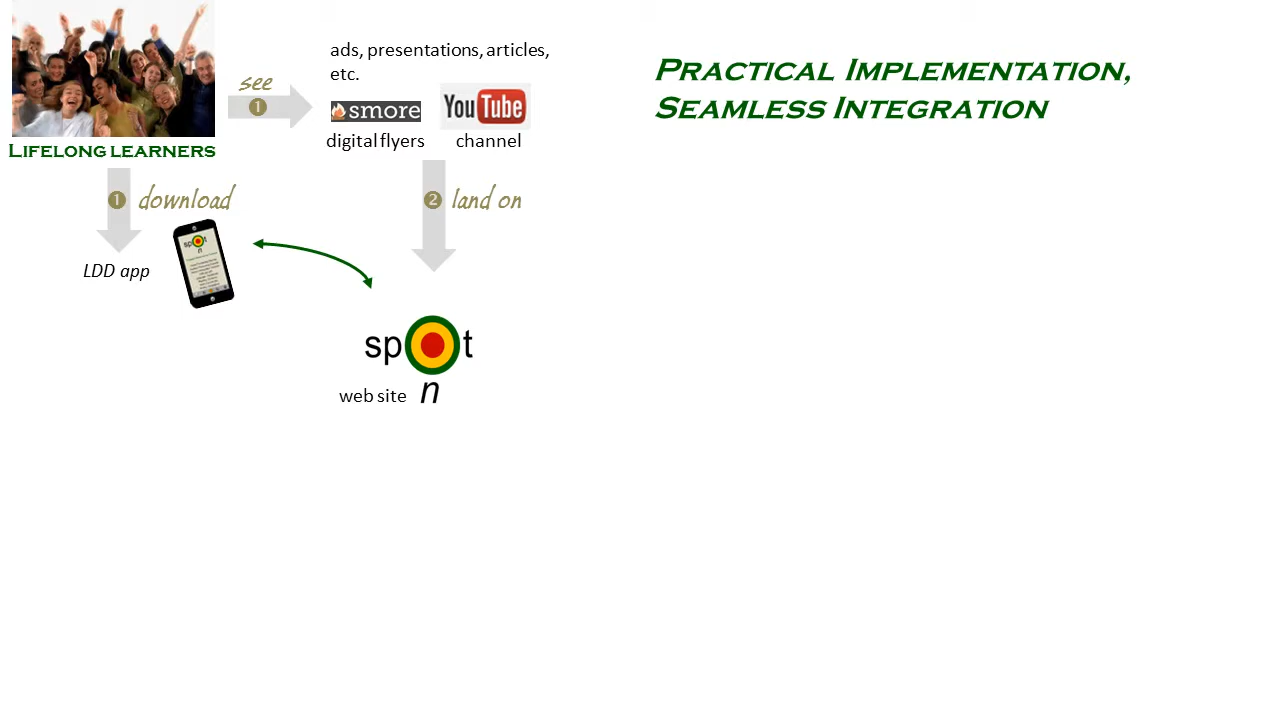 ads, presentations, articles,
etc.
PRACTICAL IMPLEMENTATION,
SEAMLESS INTEGRATION
see
1
smore
YouTube
digital flyers
channel
LIFELONG LEARNERS
1 download
2 land on
spot
n
LDD app
spot
n
web site